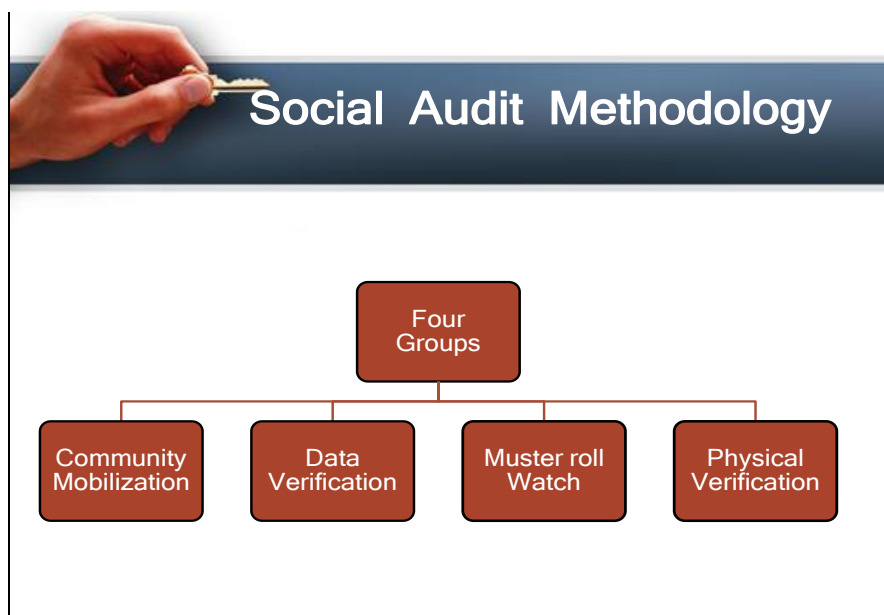 Social Audit Methodology
Four
Groups
Community
Mobilization
Data
Verification
Muster roll
Watch
Physical
Verification